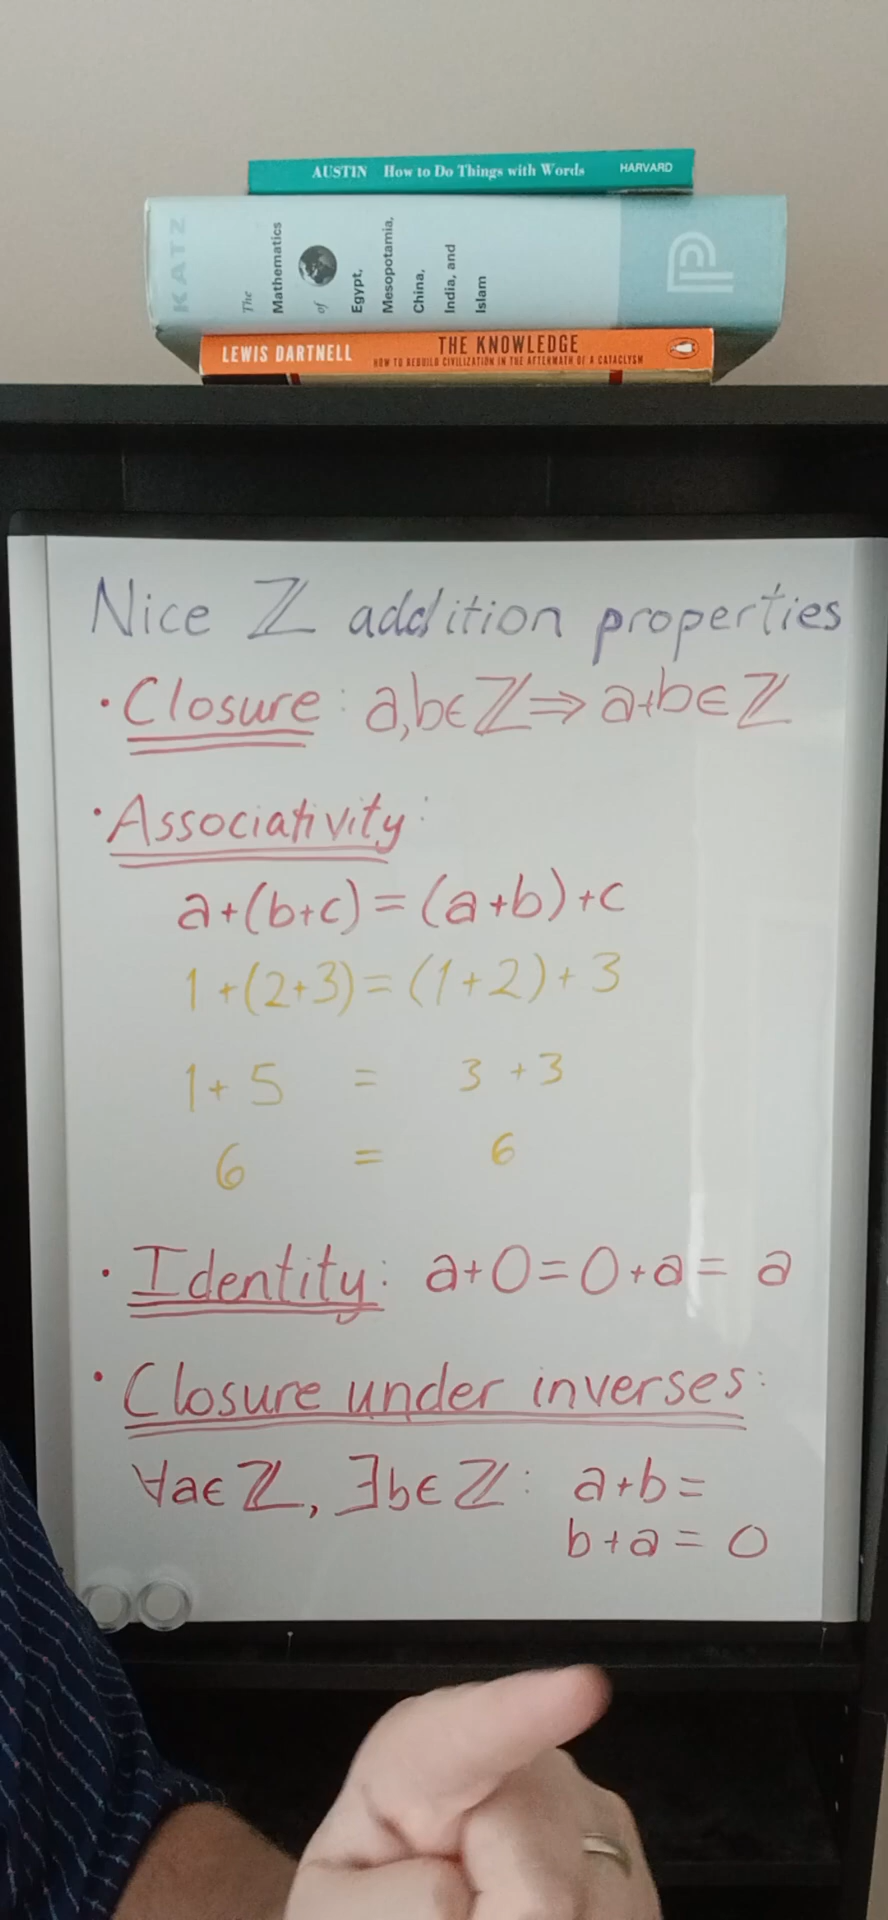 AUSTIN How to Do Things with Words HARVARD
KATZ
The
Mathematics
of
Egypt,
Mesopotamia,
China,
India, and
Islam
LEWIS DARTNELL THE KNOWLEDGE
HOW TO REBUILD CIVILIZATION IN THE AFTERMATH OF A CATACLYSM
Nice ℤ addition properties
· Closure: a,b∈ℤ⇒a+b∈ℤ
· Associativity:
a+(b+c)=(a+b)+c
1+(2+3)=(1+2)+3
1+5 = 3+3
6 = 6
· Identity: a+0=0+a=a
· Closure under inverses:
∀a∈ℤ, ∃b∈ℤ: a+b=
b+a=0